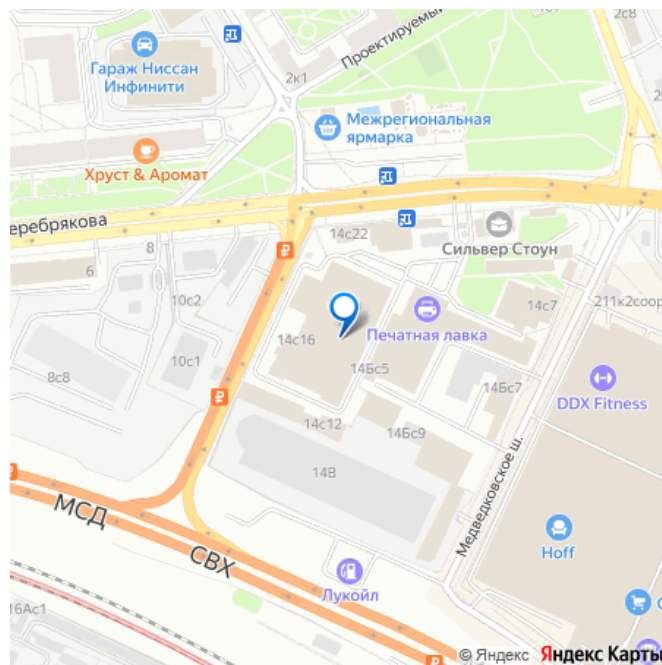 2с8
Проектируемый
Гараж Ниссан
Инфинити
2к1
Межрегиональная
ярмарка
Хруст & Аромат
еребрякова
14с22
Сильвер Стоун
8
6
10с2
14с7
211к2соор
14с16
Печатная лавка
10с1
14Бс5
8с8
14Бс7
DDX Fitness
14с12
14Бс9
14В
Медведковское ш.
МСД
СВХ
Hoff
Лукойл
16Ас1
© Яндекс Яндекс Карты